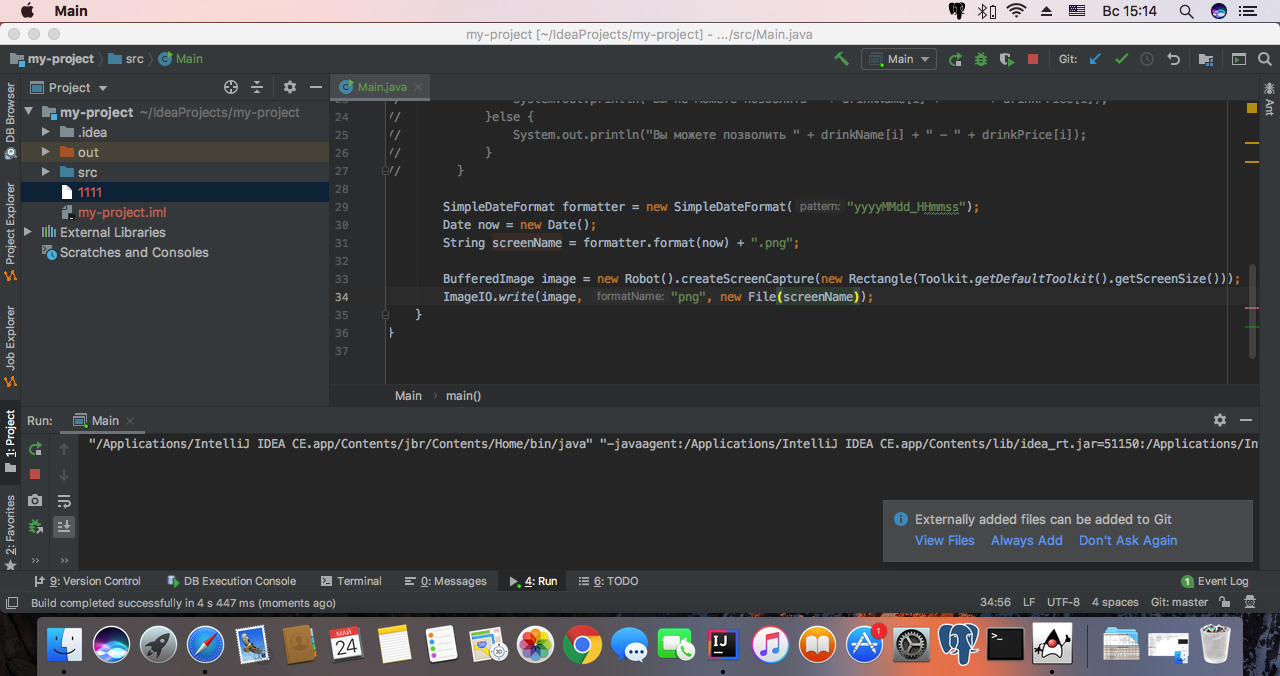 Main
Вс 15:14
my-project [~/IdeaProjects/my-project] - .../src/Main.java
my-project
src
Main
Main
Git:
DB Browser
Project Explorer
Job Explorer
1: Project
2: Favorites
Project
my-project ~/IdeaProjects/my-project
.idea
out
src
1111
my-project.iml
External Libraries
Scratches and Consoles
Main.java
24 // }else {
25 // System.out.println("Вы можете позволить " + drinkName[i] + " - " + drinkPrice[i]);
26 // }
27 // }
28
29 SimpleDateFormat formatter = new SimpleDateFormat( pattern: "yyyyMMdd_HHmmss");
30 Date now = new Date();
31 String screenName = formatter.format(now) + ".png";
32
33 BufferedImage image = new Robot().createScreenCapture(new Rectangle(Toolkit.getDefaultToolkit().getScreenSize()));
34 ImageIO.write(image, formatName: "png", new File(screenName));
35 }
36 }
37
Main
main()
Ant
Run:
Main
"/Applications/IntelliJ IDEA CE.app/Contents/jbr/Contents/Home/bin/java" "-javaagent:/Applications/IntelliJ IDEA CE.app/Contents/lib/idea_rt.jar=51150:/Applications/Int
Externally added files can be added to Git
View Files
Always Add
Don't Ask Again
9: Version Control
DB Execution Console
Terminal
0: Messages
4: Run
6: TODO
1 Event Log
Build completed successfully in 4 s 447 ms (moments ago)
34:56
LF
UTF-8
4 spaces
Git: master
МАЙ
24
30
IJ
1
>_